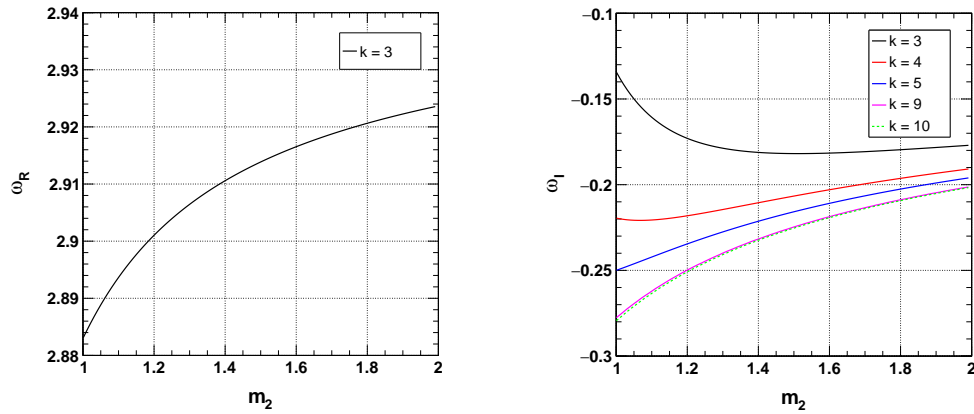 2.94
2.93
2.92
2.91
2.9
2.89
2.88
ω_R
k = 3
1 1.2 1.4 1.6 1.8 2
m_2
−0.1
−0.15
−0.2
−0.25
−0.3
ω_I
k = 3
k = 4
k = 5
k = 9
k = 10
1 1.2 1.4 1.6 1.8 2
m_2